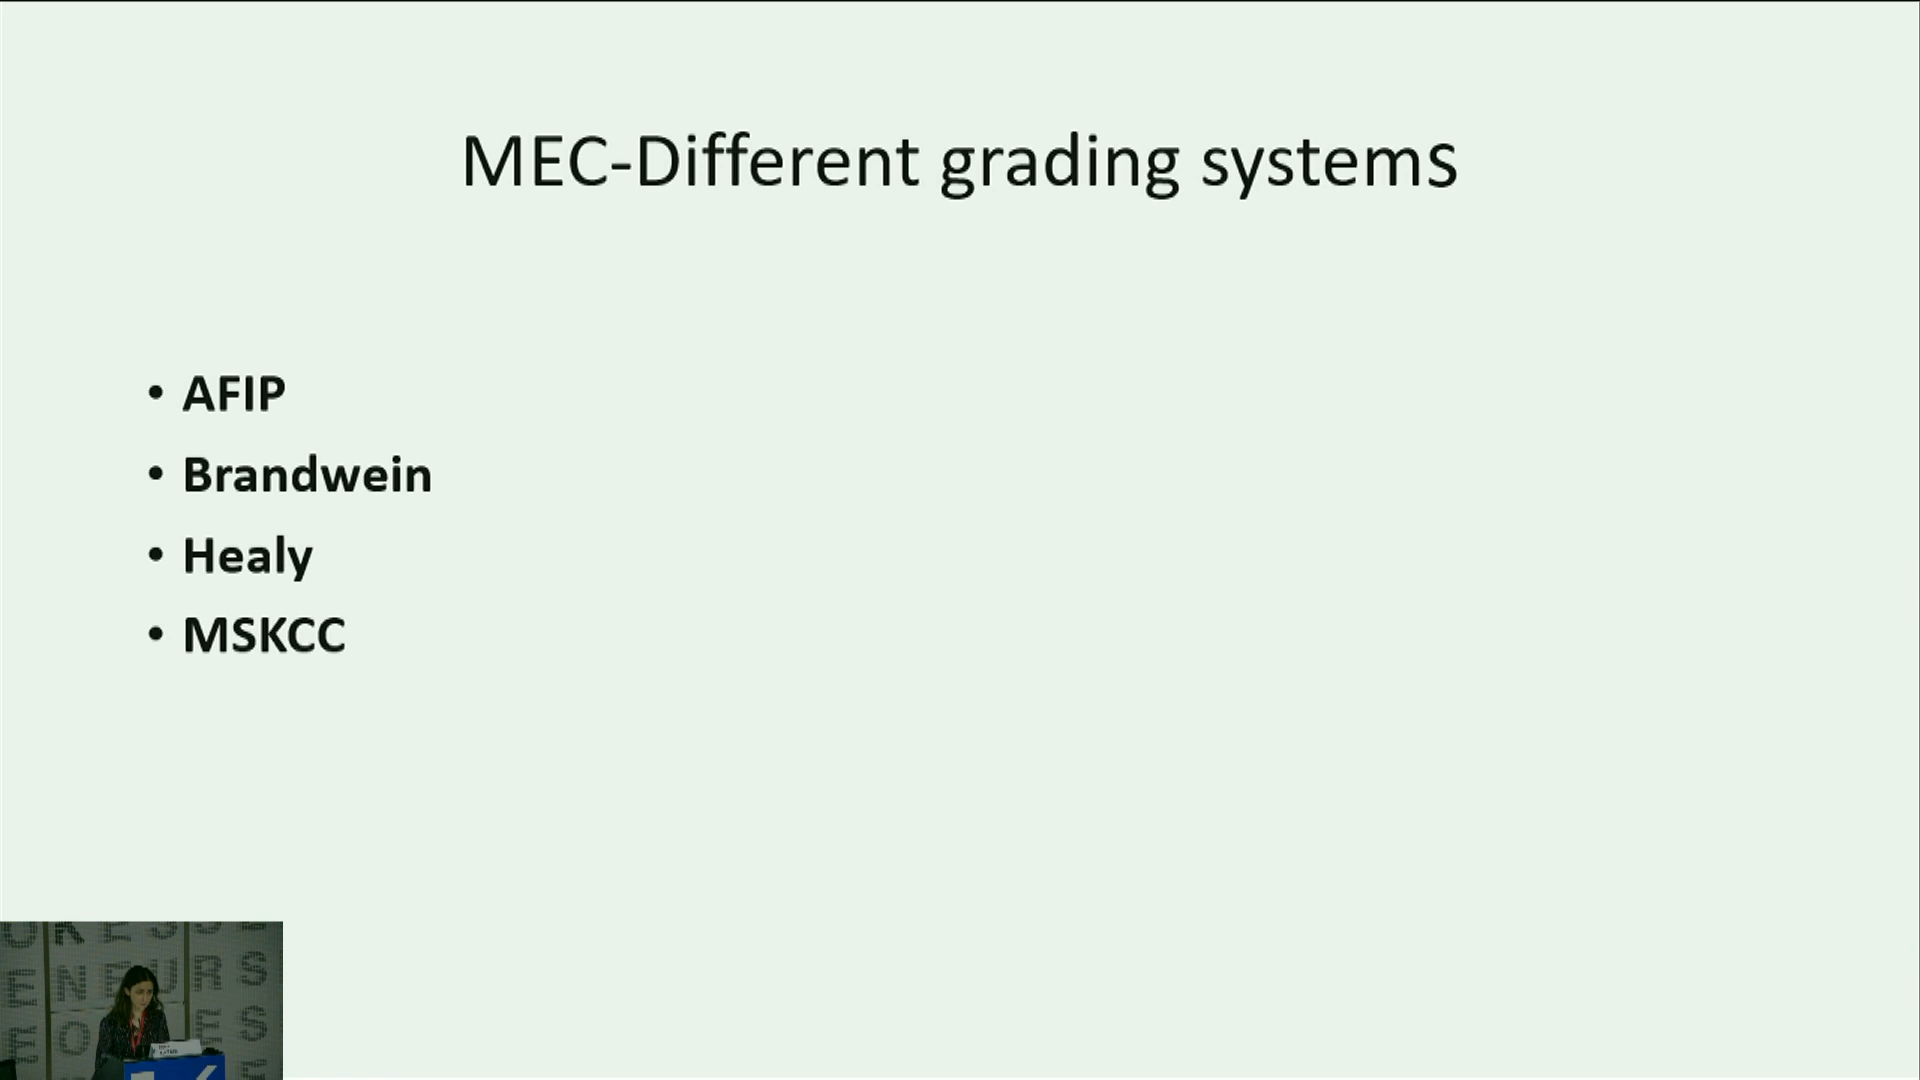 MEC-Different grading systems
• AFIP
• Brandwein
• Healy
• MSKCC